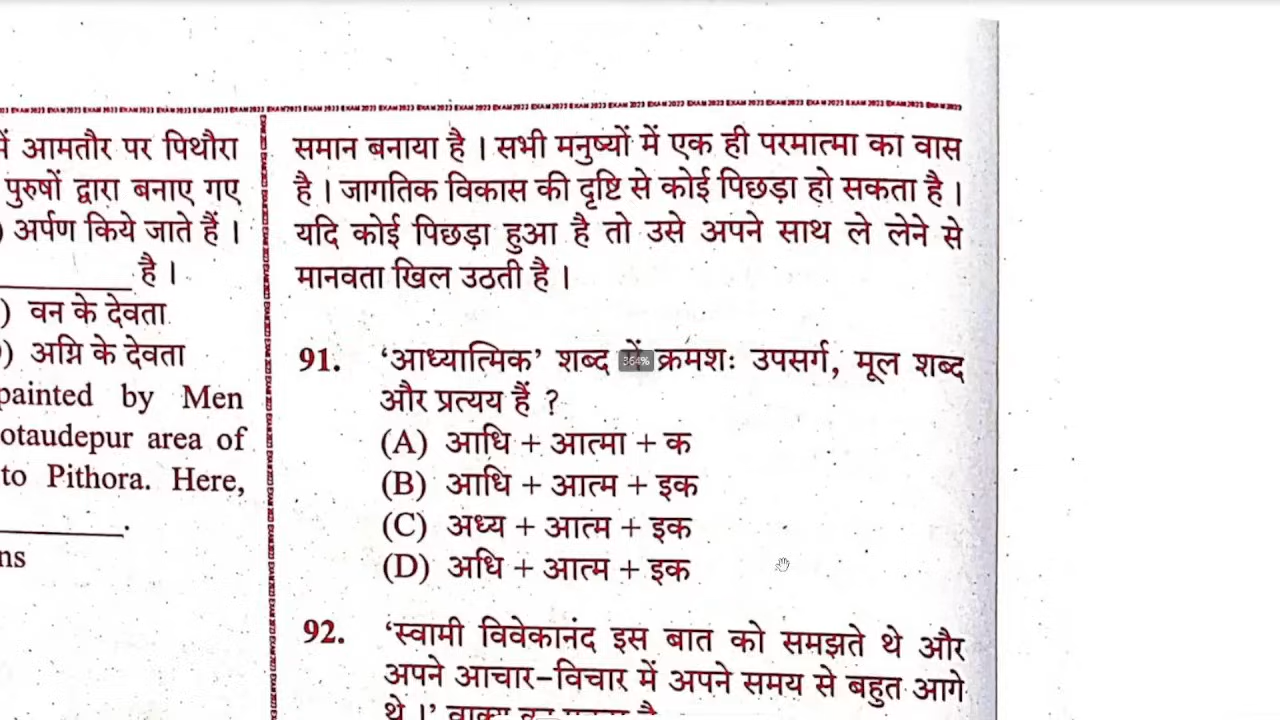 में आमतौर पर पिथौरा
पुरुषों द्वारा बनाए गए
अर्पण किये जाते हैं ।
है ।
) वन के देवता
) अग्नि के देवता
painted by Men
otaudepur area of
to Pithora. Here,
.
ns
समान बनाया है । सभी मनुष्यों में एक ही परमात्मा का वास
है । जागतिक विकास की दृष्टि से कोई पिछड़ा हो सकता है ।
यदि कोई पिछड़ा हुआ है तो उसे अपने साथ ले लेने से
मानवता खिल उठती है ।
91. ‘आध्यात्मिक’ शब्द में क्रमशः उपसर्ग, मूल शब्द
और प्रत्यय हैं ?
(A) आधि + आत्मा + क
(B) आधि + आत्म + इक
(C) अध्य + आत्म + इक
(D) अधि + आत्म + इक
92. ‘स्वामी विवेकानंद इस बात को समझते थे और
अपने आचार-विचार में अपने समय से बहुत आगे
थे ।’
364%